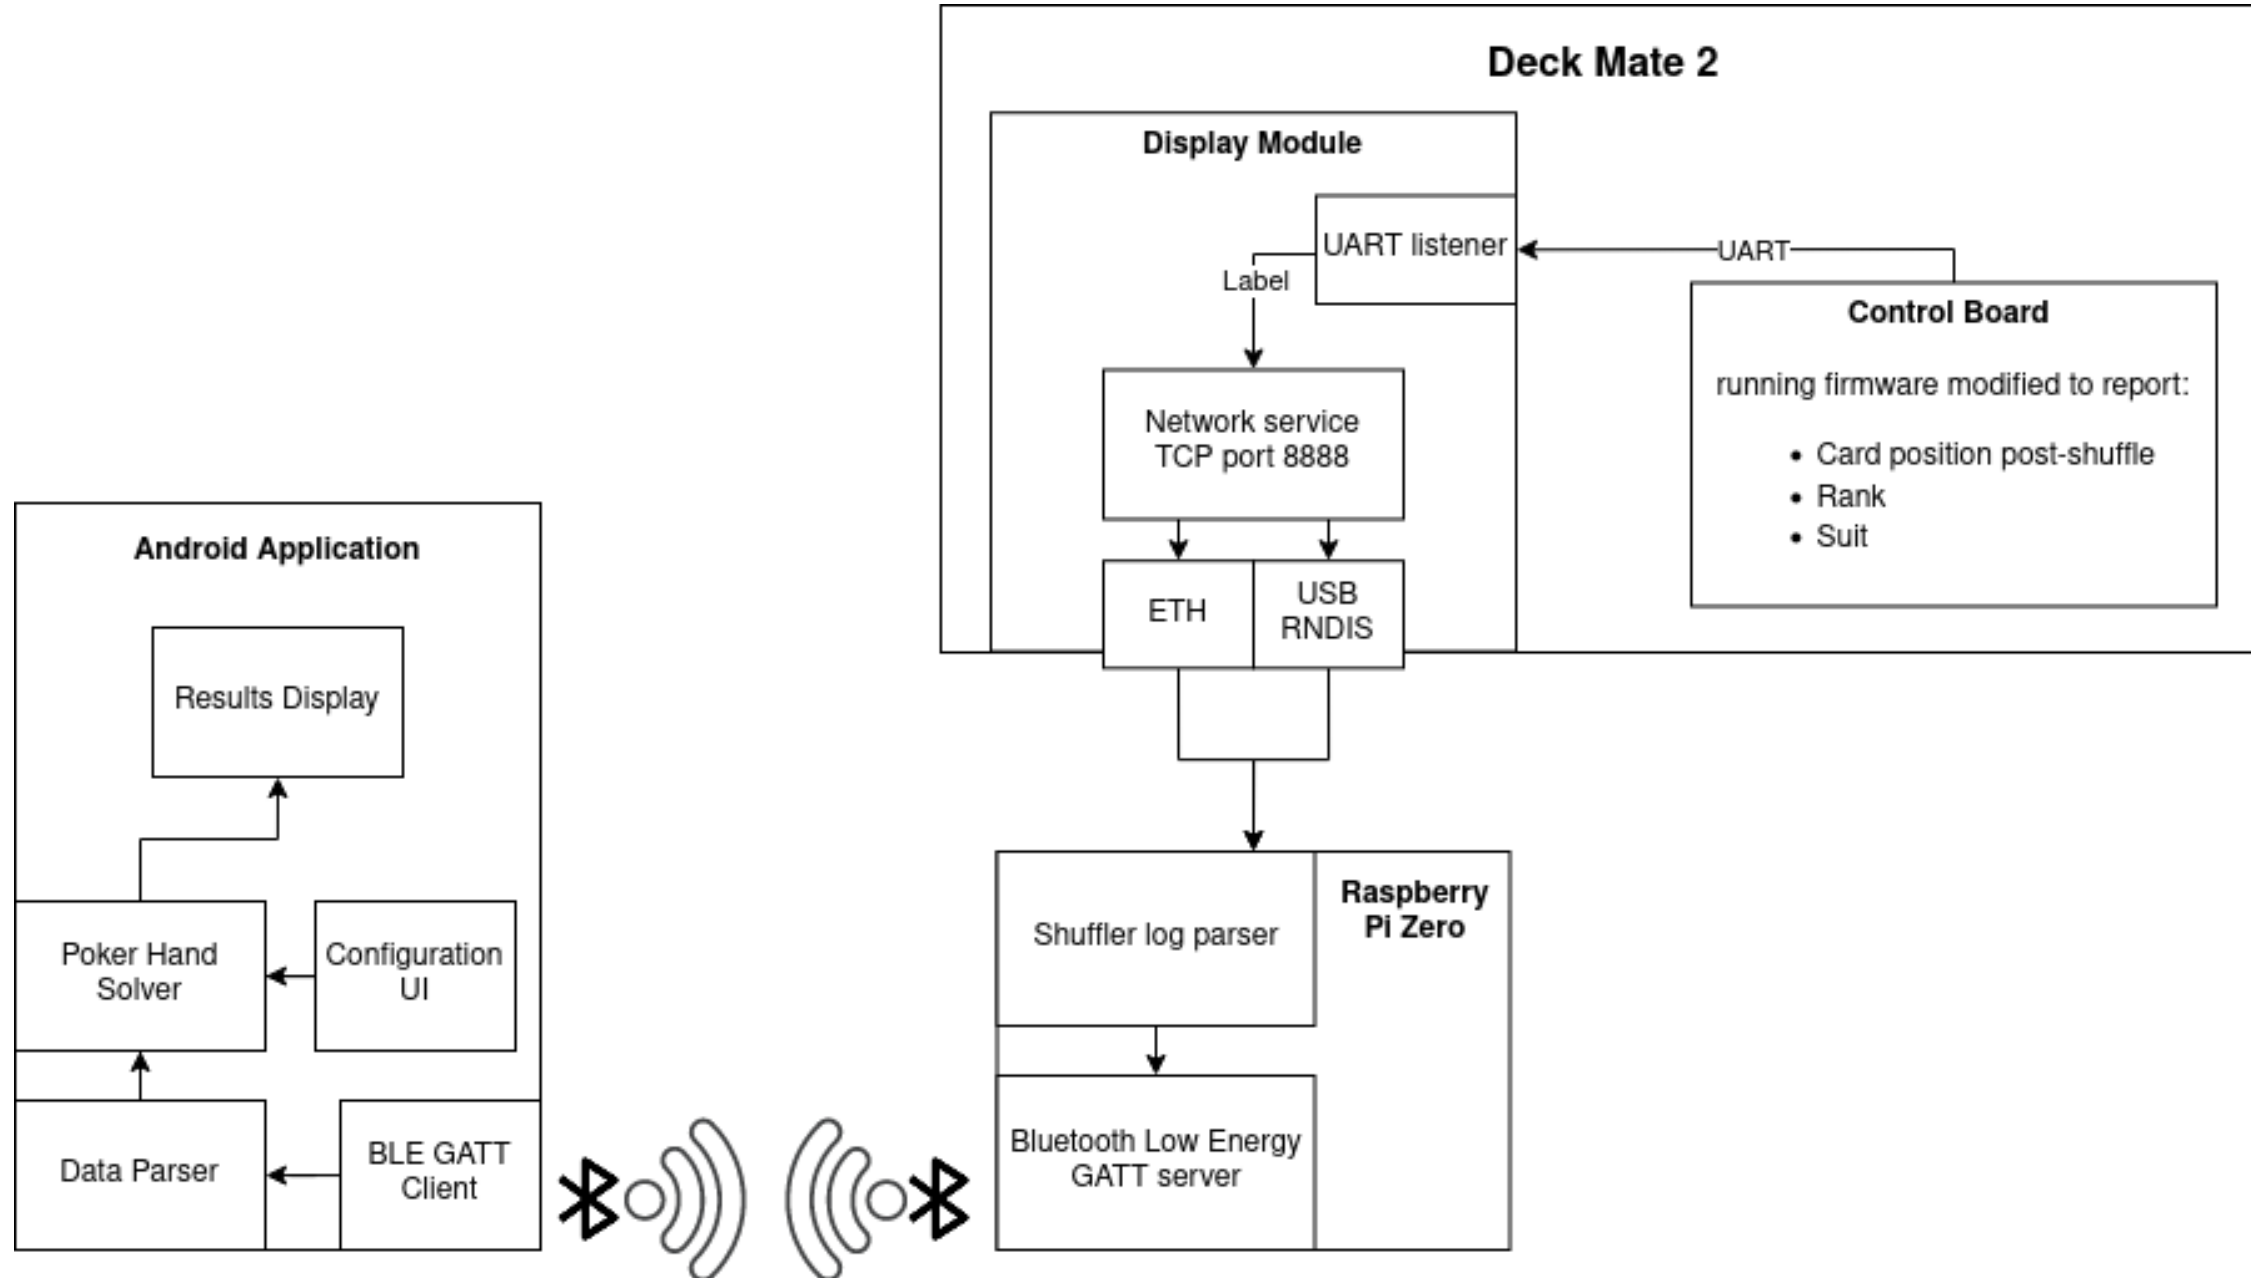 Deck Mate 2
Display Module
UART listener
UART
Label
Control Board
running firmware modified to report:
• Card position post-shuffle
• Rank
• Suit
Network service
TCP port 8888
ETH
USB
RNDIS
Android Application
Results Display
Poker Hand
Solver
Configuration
UI
Data Parser
BLE GATT
Client
Shuffler log parser
Raspberry
Pi Zero
Bluetooth Low Energy
GATT server